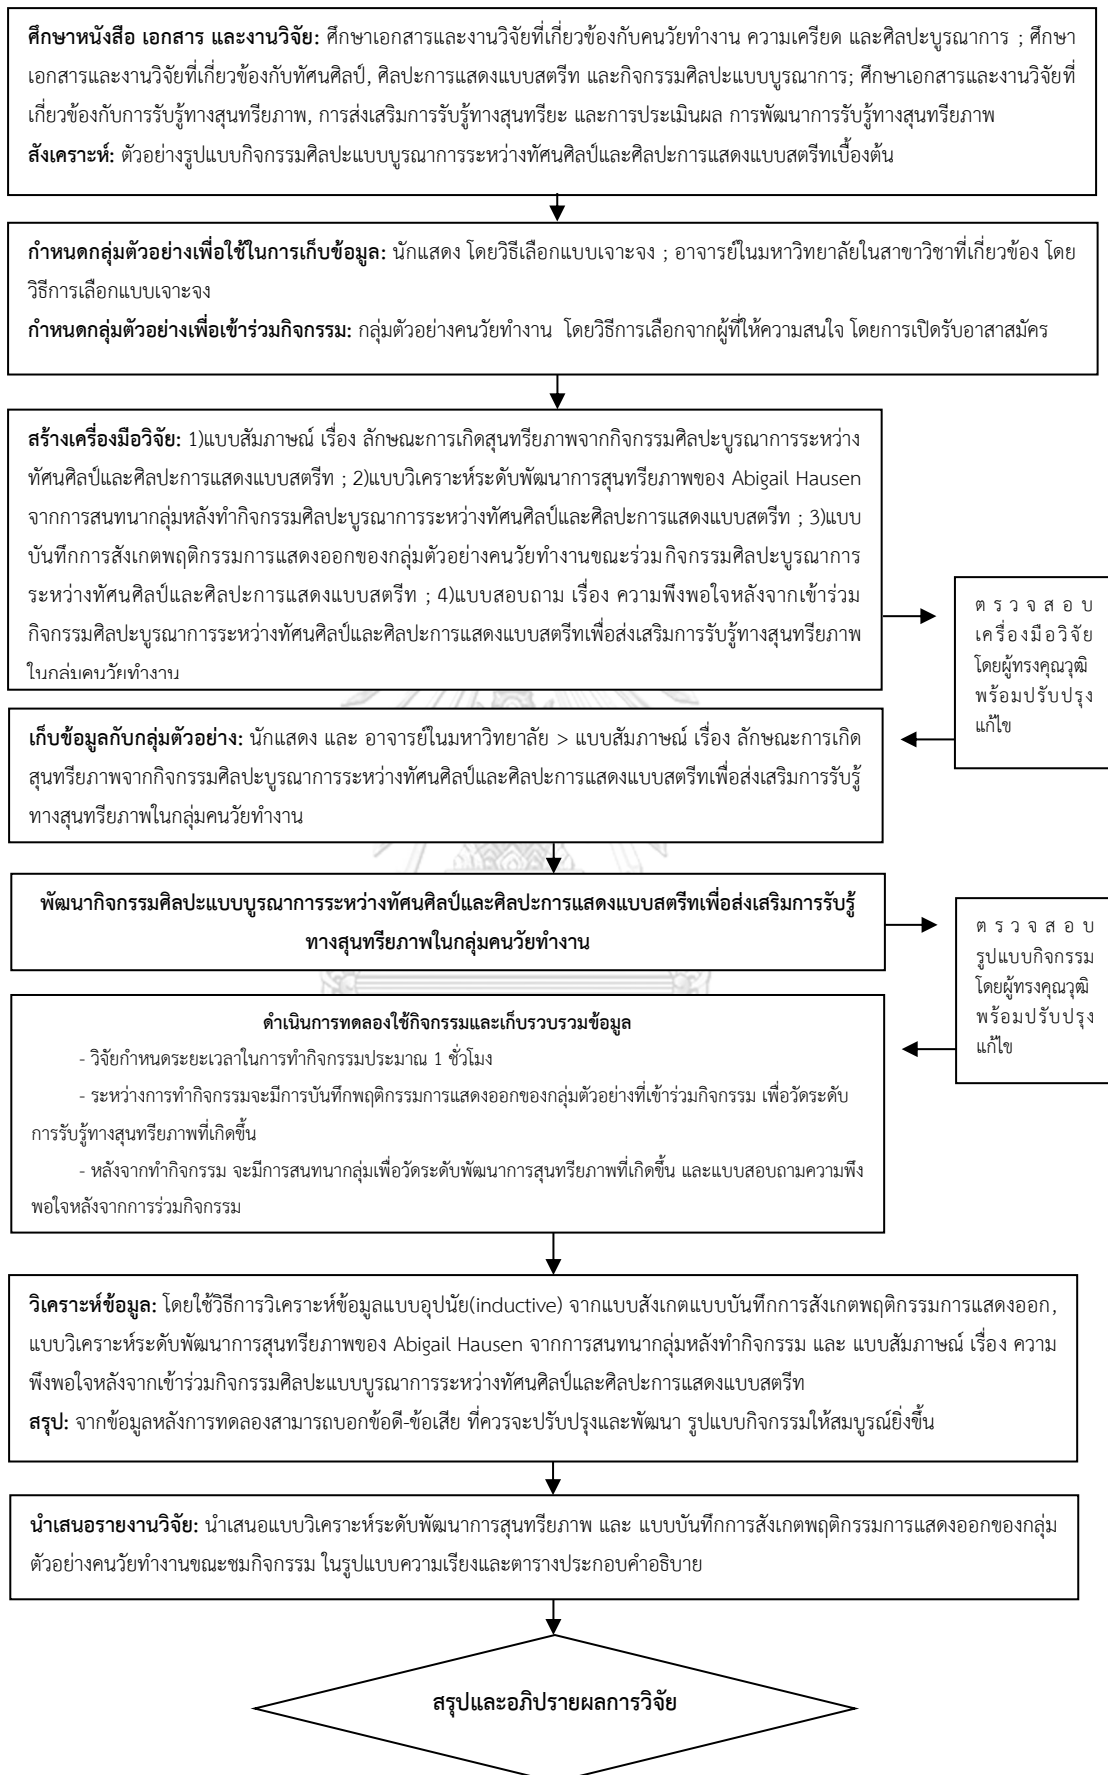 ศึกษาหนังสือ เอกสาร และงานวิจัย: ศึกษาเอกสารและงานวิจัยที่เกี่ยวข้องกับคนวัยทำงาน ความเครียด และศิลปะบูรณาการ ; ศึกษา
เอกสารและงานวิจัยที่เกี่ยวข้องกับทัศนศิลป์, ศิลปะการแสดงแบบสตรีท และกิจกรรมศิลปะแบบบูรณาการ; ศึกษาเอกสารและงานวิจัยที่
เกี่ยวข้องกับการรับรู้ทางสุนทรียภาพ, การส่งเสริมการรับรู้ทางสุนทรียะ และการประเมินผล การพัฒนาการรับรู้ทางสุนทรียภาพ
สังเคราะห์: ตัวอย่างรูปแบบกิจกรรมศิลปะแบบบูรณาการระหว่างทัศนศิลป์และศิลปะการแสดงแบบสตรีทเบื้องต้น
กำหนดกลุ่มตัวอย่างเพื่อใช้ในการเก็บข้อมูล: นักแสดง โดยวิธีเลือกแบบเจาะจง ; อาจารย์ในมหาวิทยาลัยในสาขาวิชาที่เกี่ยวข้อง โดย
วิธีการเลือกแบบเจาะจง
กำหนดกลุ่มตัวอย่างเพื่อเข้าร่วมกิจกรรม: กลุ่มตัวอย่างคนวัยทำงาน โดยวิธีการเลือกจากผู้ที่ให้ความสนใจ โดยการเปิดรับอาสาสมัคร
สร้างเครื่องมือวิจัย: 1)แบบสัมภาษณ์ เรื่อง ลักษณะการเกิดสุนทรียภาพจากกิจกรรมศิลปะบูรณาการระหว่าง
ทัศนศิลป์และศิลปะการแสดงแบบสตรีท ; 2)แบบวิเคราะห์ระดับพัฒนาการสุนทรียภาพของ Abigail Hausen
จากการสนทนากลุ่มหลังทำกิจกรรมศิลปะบูรณาการระหว่างทัศนศิลป์และศิลปะการแสดงแบบสตรีท ; 3)แบบ
บันทึกการสังเกตพฤติกรรมการแสดงออกของกลุ่มตัวอย่างคนวัยทำงานขณะร่วมกิจกรรมศิลปะบูรณาการ
ระหว่างทัศนศิลป์และศิลปะการแสดงแบบสตรีท ; 4)แบบสอบถาม เรื่อง ความพึงพอใจหลังจากเข้าร่วม
กิจกรรมศิลปะบูรณาการระหว่างทัศนศิลป์และศิลปะการแสดงแบบสตรีทเพื่อส่งเสริมการรับรู้ทางสุนทรียภาพ
ในกลุ่มคนวัยทำงาน
ตรวจสอบ
เครื่องมือวิจัย
โดยผู้ทรงคุณวุฒิ
พร้อมปรับปรุง
แก้ไข
เก็บข้อมูลกับกลุ่มตัวอย่าง: นักแสดง และ อาจารย์ในมหาวิทยาลัย > แบบสัมภาษณ์ เรื่อง ลักษณะการเกิด
สุนทรียภาพจากกิจกรรมศิลปะบูรณาการระหว่างทัศนศิลป์และศิลปะการแสดงแบบสตรีทเพื่อส่งเสริมการรับรู้
ทางสุนทรียภาพในกลุ่มคนวัยทำงาน
พัฒนากิจกรรมศิลปะแบบบูรณาการระหว่างทัศนศิลป์และศิลปะการแสดงแบบสตรีทเพื่อส่งเสริมการรับรู้
ทางสุนทรียภาพในกลุ่มคนวัยทำงาน
ตรวจสอบ
รูปแบบกิจกรรม
โดยผู้ทรงคุณวุฒิ
พร้อมปรับปรุง
แก้ไข
ดำเนินการทดลองใช้กิจกรรมและเก็บรวบรวมข้อมูล
- วิจัยกำหนดระยะเวลาในการทำกิจกรรมประมาณ 1 ชั่วโมง
- ระหว่างการทำกิจกรรมจะมีการบันทึกพฤติกรรมการแสดงออกของกลุ่มตัวอย่างที่เข้าร่วมกิจกรรม เพื่อวัดระดับ
การรับรู้ทางสุนทรียภาพที่เกิดขึ้น
- หลังจากทำกิจกรรม จะมีการสนทนากลุ่มเพื่อวัดระดับพัฒนาการสุนทรียภาพที่เกิดขึ้น และแบบสอบถามความพึง
พอใจหลังจากการร่วมกิจกรรม
วิเคราะห์ข้อมูล: โดยใช้วิธีการวิเคราะห์ข้อมูลแบบอุปนัย(inductive) จากแบบสังเกตแบบบันทึกการสังเกตพฤติกรรมการแสดงออก,
แบบวิเคราะห์ระดับพัฒนาการสุนทรียภาพของ Abigail Hausen จากการสนทนากลุ่มหลังทำกิจกรรม และ แบบสัมภาษณ์ เรื่อง ความ
พึงพอใจหลังจากเข้าร่วมกิจกรรมศิลปะแบบบูรณาการระหว่างทัศนศิลป์และศิลปะการแสดงแบบสตรีท
สรุป: จากข้อมูลหลังการทดลองสามารถบอกข้อดี-ข้อเสีย ที่ควรจะปรับปรุงและพัฒนา รูปแบบกิจกรรมให้สมบูรณ์ยิ่งขึ้น
นำเสนอรายงานวิจัย: นำเสนอแบบวิเคราะห์ระดับพัฒนาการสุนทรียภาพ และ แบบบันทึกการสังเกตพฤติกรรมการแสดงออกของกลุ่ม
ตัวอย่างคนวัยทำงานขณะชมกิจกรรม ในรูปแบบความเรียงและตารางประกอบคำอธิบาย
สรุปและอภิปรายผลการวิจัย